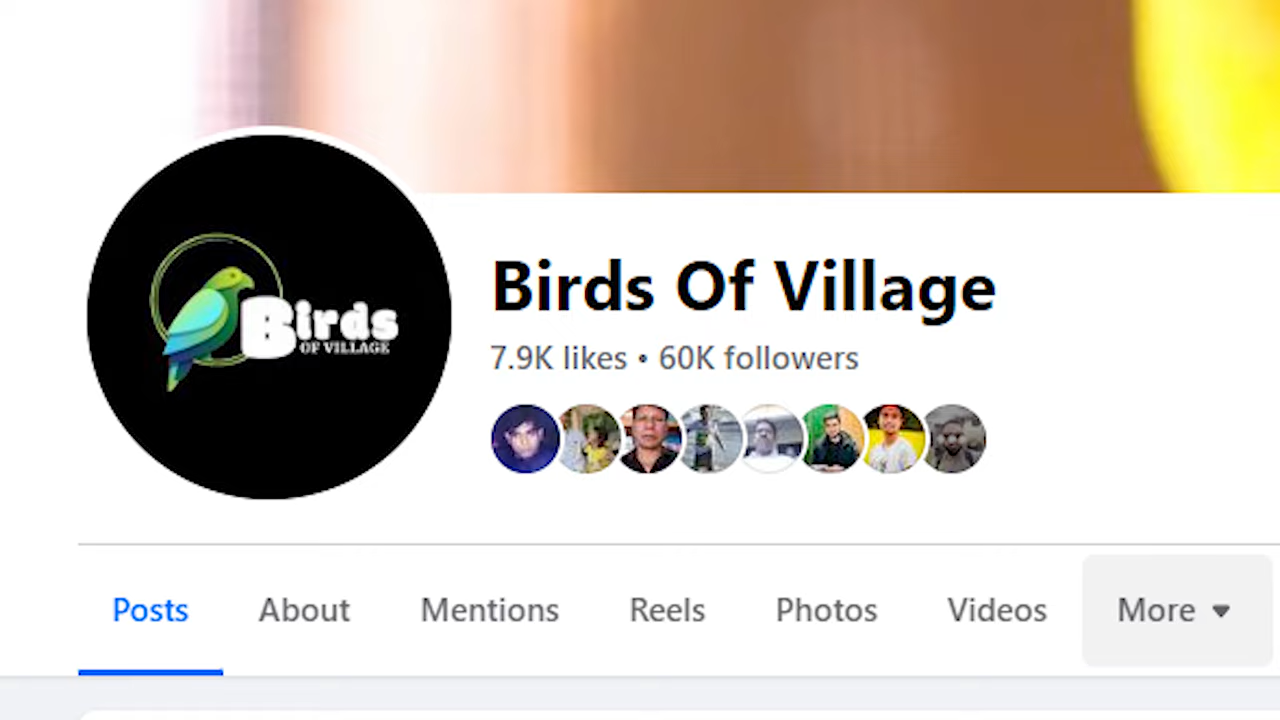 Birds
OF VILLAGE
Birds Of Village
7.9K likes • 60K followers
Posts About Mentions Reels Photos Videos More